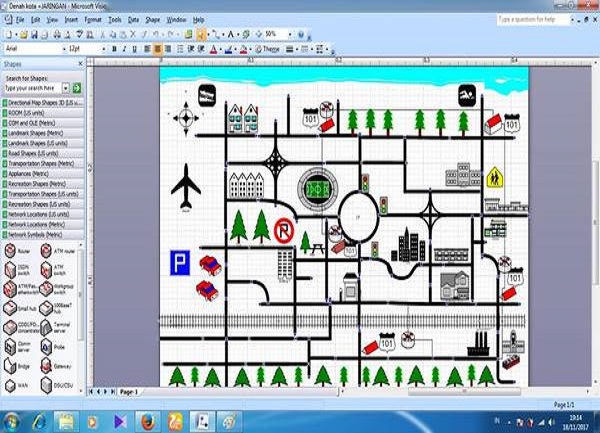 Denah kota +JARINGAN - Microsoft Visio
File Edit View Insert Format Tools Data Shape Window Help
Type a question for help
Arial 12pt
50%
Theme
Shapes
Search for Shapes:
Type your search here
Directional Map Shapes 3D (US u...
ROOM (US units)
COM and OLE (Metric)
Landmark Shapes (Metric)
Landmark Shapes (US units)
Road Shapes (US units)
Transportation Shapes (Metric)
Appliances (Metric)
Recreation Shapes (Metric)
Transportation Shapes (US units)
Recreation Shapes (US units)
Network Locations (US units)
Network Locations (Metric)
Network Symbols (Metric)
Router
ATM router
ISDN switch
ATM switch
ATM/Fas... etherswitch
Workgroup switch
Small hub
100BaseT hub
CDDI/FD... concentrator
Terminal server
Comm server
Probe
Bridge
Gateway
WAN
DSU/CSU
101
101
101
101
101
P
Page-1
Page 1/1
IN
19:14
18/11/2017